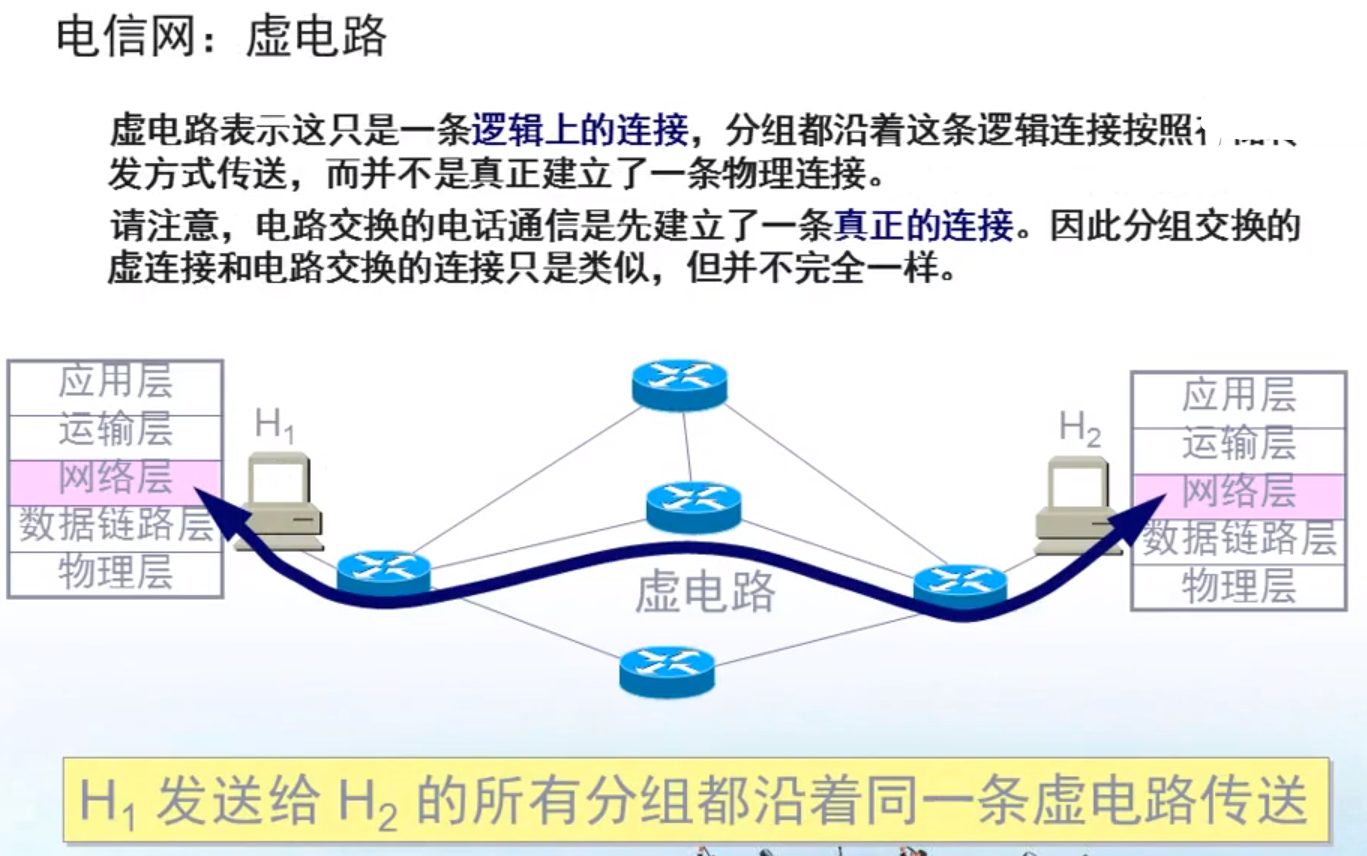 电信网：虚电路
虚电路表示这只是一条逻辑上的连接，分组都沿着这条逻辑连接按照
发方式传送，而并不是真正建立了一条物理连接。
请注意，电路交换的电话通信是先建立了一条真正的连接。因此分组交换的
虚连接和电路交换的连接只是类似，但并不完全一样。
应用层
运输层
网络层
数据链路层
物理层
H₁
虚电路
H₂
应用层
运输层
网络层
数据链路层
物理层
H₁ 发送给 H₂ 的所有分组都沿着同一条虚电路传送